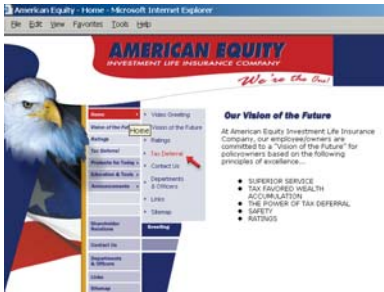 American Equity - Home - Microsoft Internet Explorer
File Edit View Favorites Tools Help
AMERICAN EQUITY
INVESTMENT LIFE INSURANCE COMPANY
We're the One!
Home
Vision of the Fut
Home
Ratings
Tax Deferral
Products for Today
Education & Tools
Announcements
Shareholder
Relations
Contact Us
Departments
& Officers
Links
Sitemap
Video Greeting
Vision of the Future
Ratings
Tax Deferral
Contact Us
Departments
& Officers
Links
Sitemap
Greeting
Our Vision of the Future
At American Equity Investment Life Insurance
Company, our employee/owners are
committed to a "Vision of the Future" for
policyowners based on the following
principles of excellence...
SUPERIOR SERVICE
TAX FAVORED WEALTH
ACCUMULATION
THE POWER OF TAX DEFERRAL
SAFETY
RATINGS